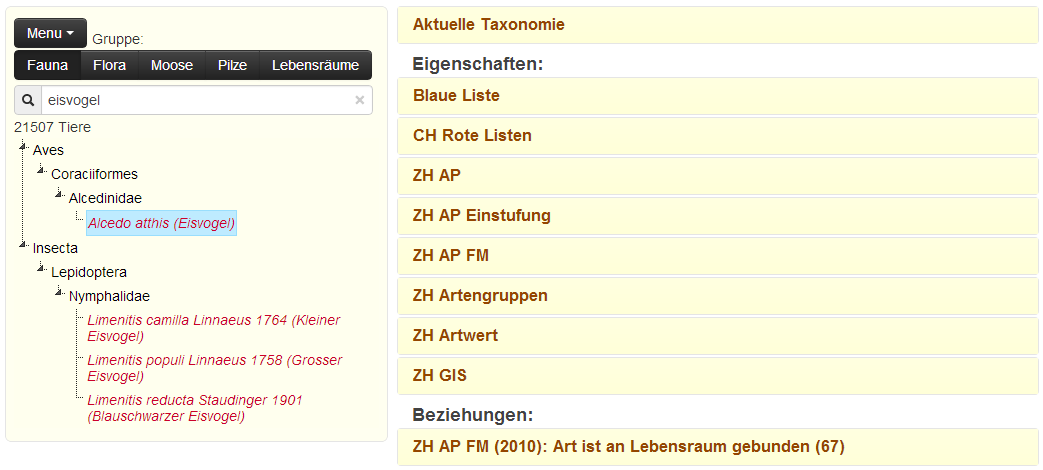 Menu
Gruppe:
Fauna Flora Moose Pilze Lebensräume
eisvogel
21507 Tiere
Aves
Coraciiformes
Alcedinidae
Alcedo atthis (Eisvogel)
Insecta
Lepidoptera
Nymphalidae
Limenitis camilla Linnaeus 1764 (Kleiner
Eisvogel)
Limenitis populi Linnaeus 1758 (Grosser
Eisvogel)
Limenitis reducta Staudinger 1901
(Blauschwarzer Eisvogel)
Aktuelle Taxonomie
Eigenschaften:
Blaue Liste
CH Rote Listen
ZH AP
ZH AP Einstufung
ZH AP FM
ZH Artengruppen
ZH Artwert
ZH GIS
Beziehungen:
ZH AP FM (2010): Art ist an Lebensraum gebunden (67)